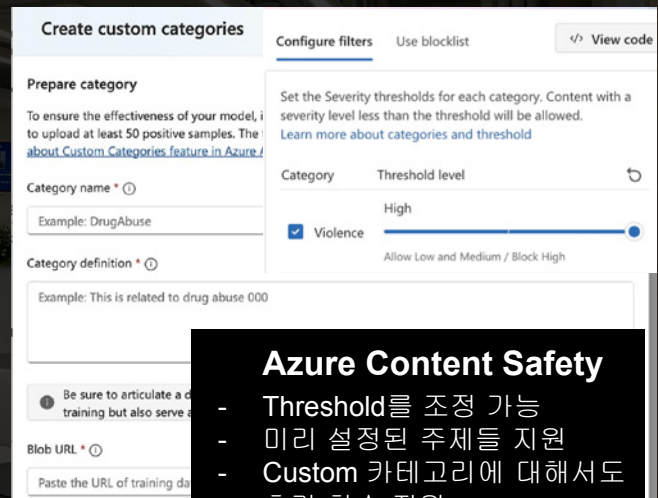 Create custom categories
Prepare category
To ensure the effectiveness of your model, i
to upload at least 50 positive samples. The
about Custom Categories feature in Azure A
Category name * ⓘ
Example: DrugAbuse
Category definition * ⓘ
Example: This is related to drug abuse 000
Be sure to articulate a d
training but also serve a
Blob URL * ⓘ
Paste the URL of training da
Configure filters Use blocklist </> View code
Set the Severity thresholds for each category. Content with a
severity level less than the threshold will be allowed.
Learn more about categories and threshold
Category Threshold level
High
Violence
Allow Low and Medium / Block High
Azure Content Safety
- Threshold를 조정 가능
- 미리 설정된 주제들 지원
- Custom 카테고리에 대해서도